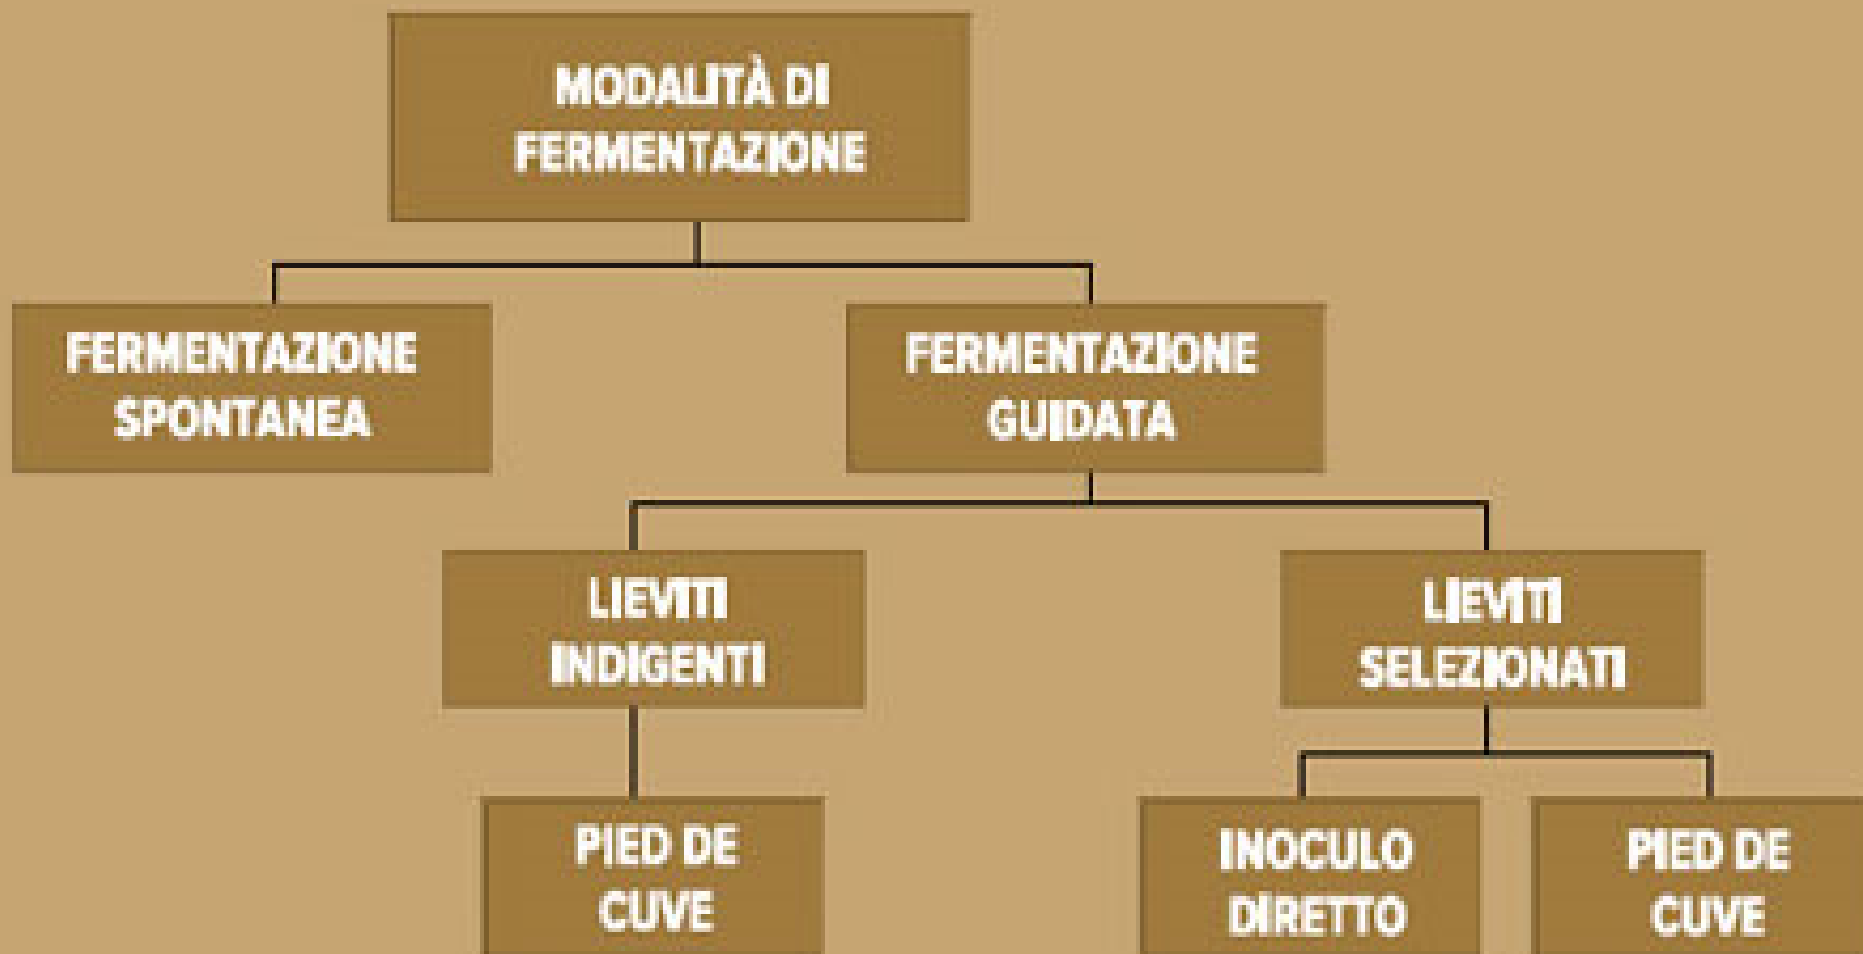 MODALITÀ DI
FERMENTAZIONE
FERMENTAZIONE
SPONTANEA
FERMENTAZIONE
GUIDATA
LIEVITI
INDIGENTI
LIEVITI
SELEZIONATI
PIED DE
CUVE
INOCULO
DIRETTO
PIED DE
CUVE